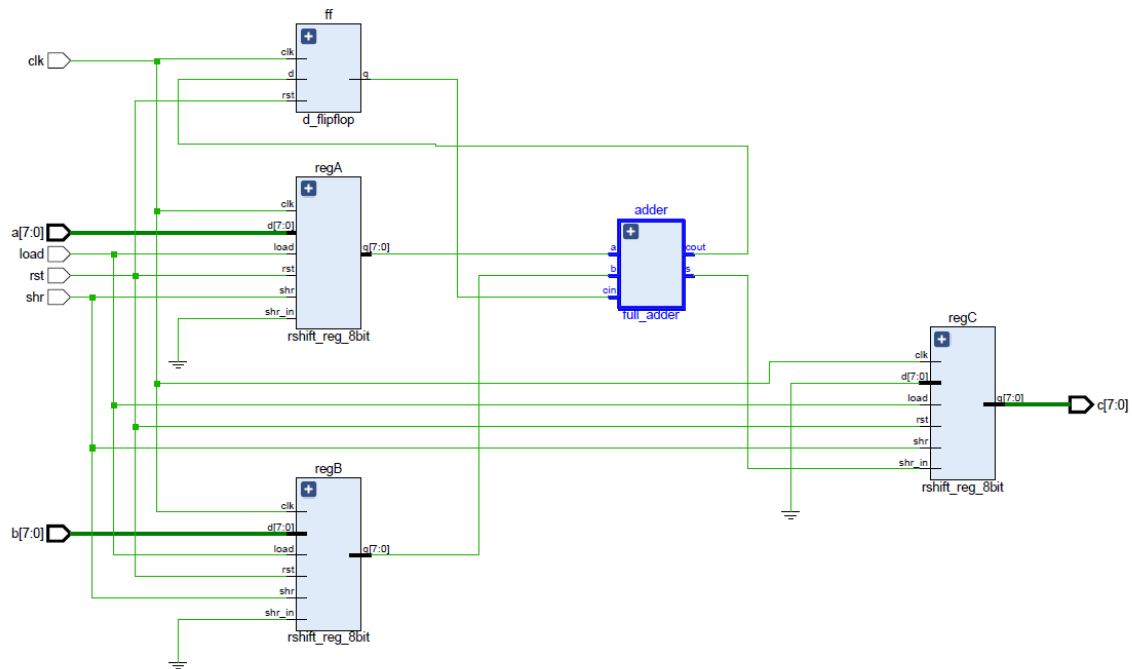 ff
clk
d
rst
q
d_flipflop
clk
regA
clk
d[7:0]
load
rst
shr
shr_in
q[7:0]
rshift_reg_8bit
a[7:0]
load
rst
shr
adder
a
b
cin
cout
s
full_adder
regC
clk
d[7:0]
load
rst
shr
shr_in
q[7:0]
rshift_reg_8bit
c[7:0]
regB
clk
d[7:0]
load
rst
shr
shr_in
q[7:0]
rshift_reg_8bit
b[7:0]